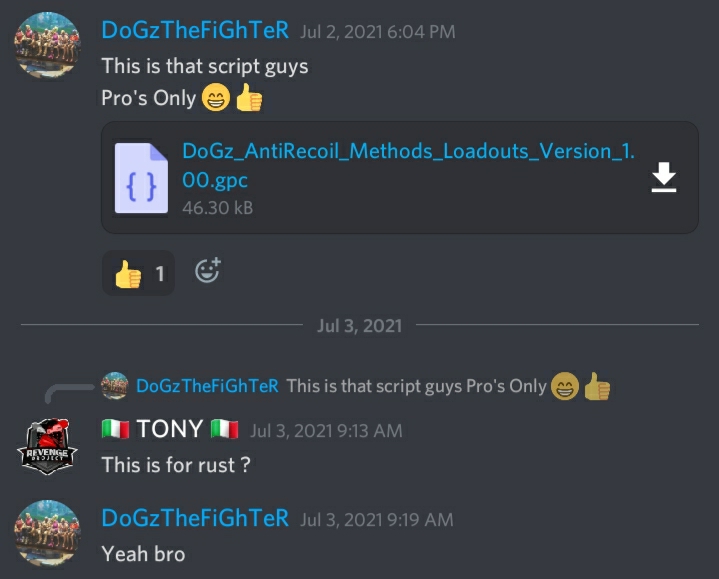 DoGzTheFiGhTeR Jul 2, 2021 6:04 PM
This is that script guys
Pro's Only 😁 👍
DoGz_AntiRecoil_Methods_Loadouts_Version_1.
00.gpc
46.30 kB
👍 1
Jul 3, 2021
DoGzTheFiGhTeR This is that script guys Pro's Only 😁 👍
🇮🇹 TONY 🇮🇹 Jul 3, 2021 9:13 AM
REVENGE
PROJECT
This is for rust ?
DoGzTheFiGhTeR Jul 3, 2021 9:19 AM
Yeah bro